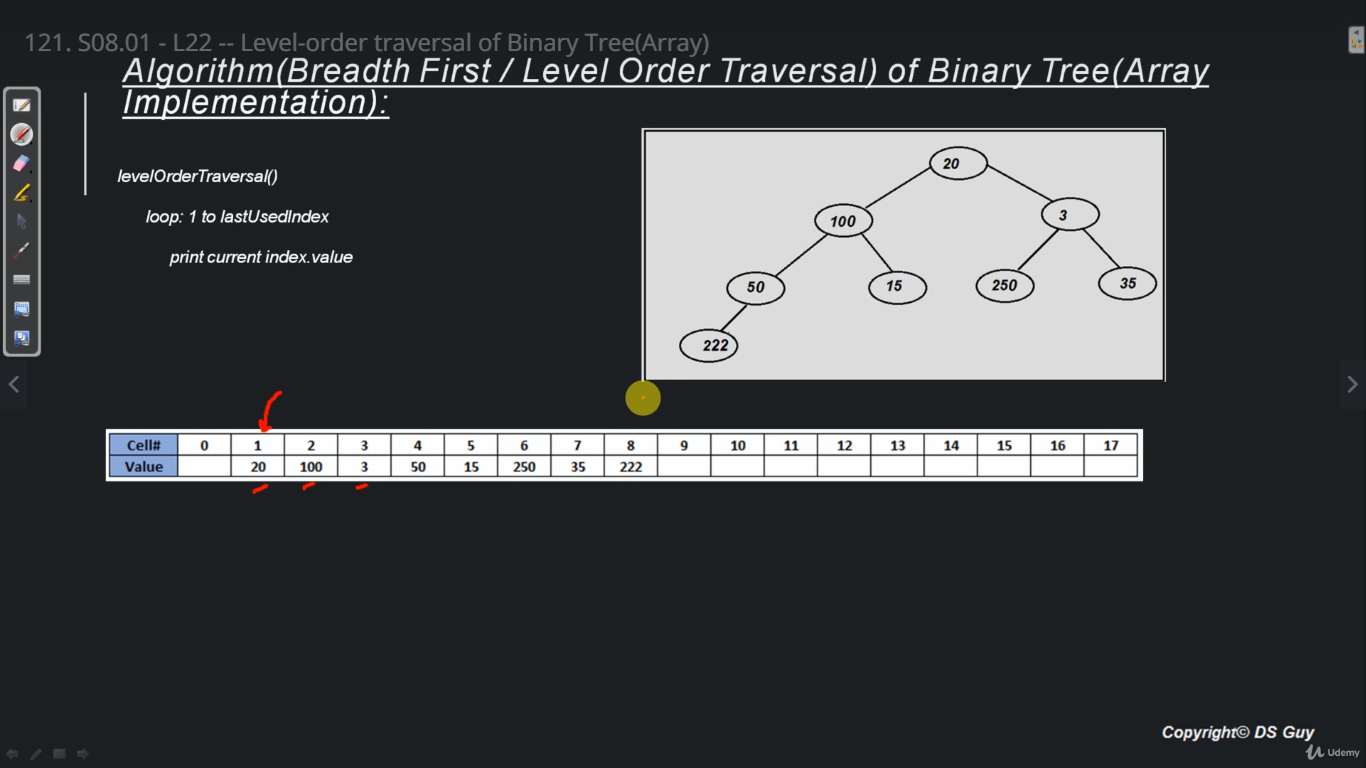 121. S08.01 - L22 -- Level-order traversal of Binary Tree(Array)
Algorithm(Breadth First / Level Order Traversal) of Binary Tree(Array
Implementation):
levelOrderTraversal()
loop: 1 to lastUsedIndex
print current index.value
20
100
3
50
15
250
35
222
Cell# 0 1 2 3 4 5 6 7 8 9 10 11 12 13 14 15 16 17
Value 20 100 3 50 15 250 35 222
Copyright© DS Guy
Udemy